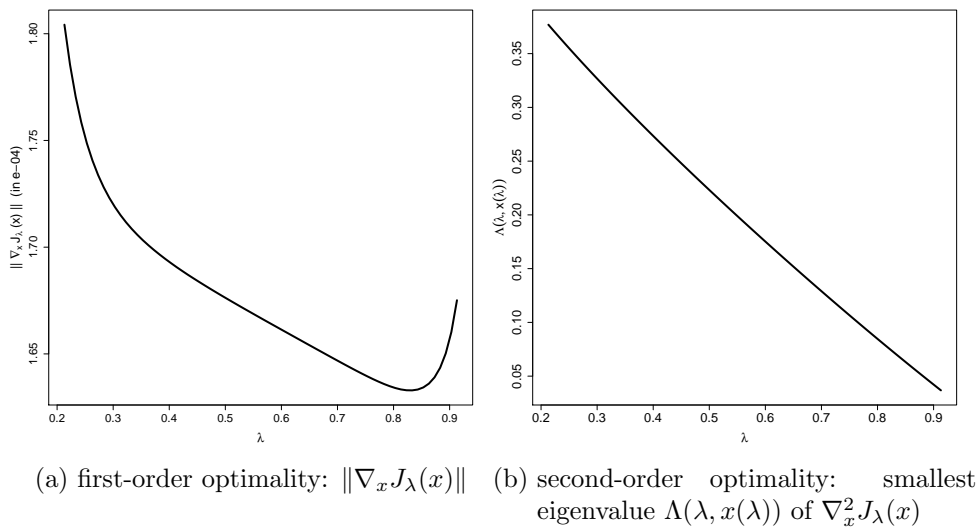 1.80
1.75
1.70
1.65
|| ∇ₓJ_λ(x) || (in e−04)
0.2 0.3 0.4 0.5 0.6 0.7 0.8 0.9
λ
0.35
0.30
0.25
0.20
0.15
0.10
0.05
Λ(λ, x(λ))
0.2 0.3 0.4 0.5 0.6 0.7 0.8 0.9
λ
(a) first-order optimality: ‖∇ₓJ_λ(x)‖
(b) second-order optimality: smallest
eigenvalue Λ(λ, x(λ)) of ∇²ₓJ_λ(x)